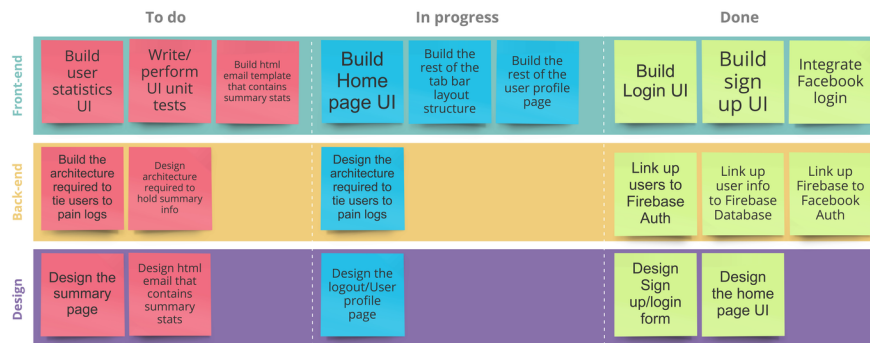 To do
In progress
Done
Front-end
Build
user
statistics
UI
Write/
perform
UI unit
tests
Build html
email template
that contains
summary stats
Build
Home
page UI
Build the
rest of the
tab bar
layout
structure
Build the
rest of the
user profile
page
Build
Login UI
Build
sign
up UI
Integrate
Facebook
login
Back-end
Build the
architecture
required to
tie users to
pain logs
Design
architecture
required to
hold summary
info
Design the
architecture
required to
tie users to
pain logs
Link up
users to
Firebase
Auth
Link up
user info
to Firebase
Database
Link up
Firebase to
Facebook
Auth
Design
Design the
summary
page
Design html
email that
contains
summary
stats
Design the
logout/User
profile
page
Design
Sign
up/login
form
Design
the home
page UI